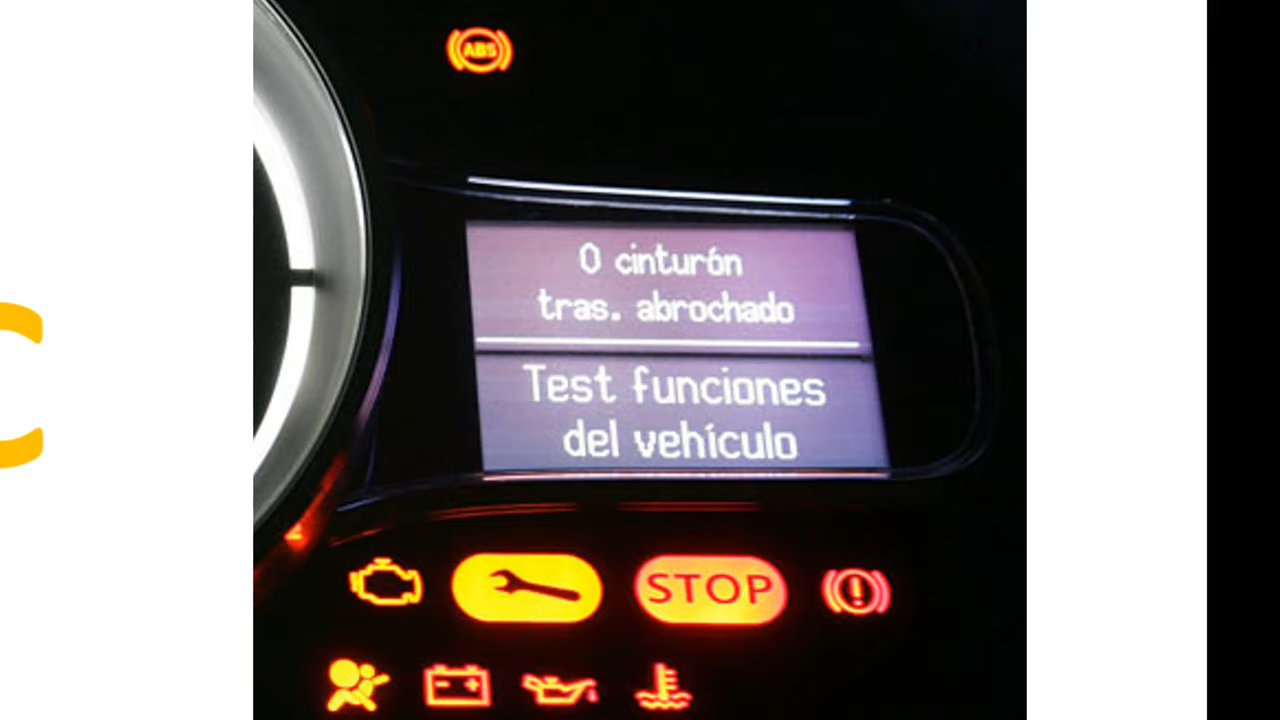 ABS
0 cinturón
tras. abrochado
Test funciones
del vehículo
STOP